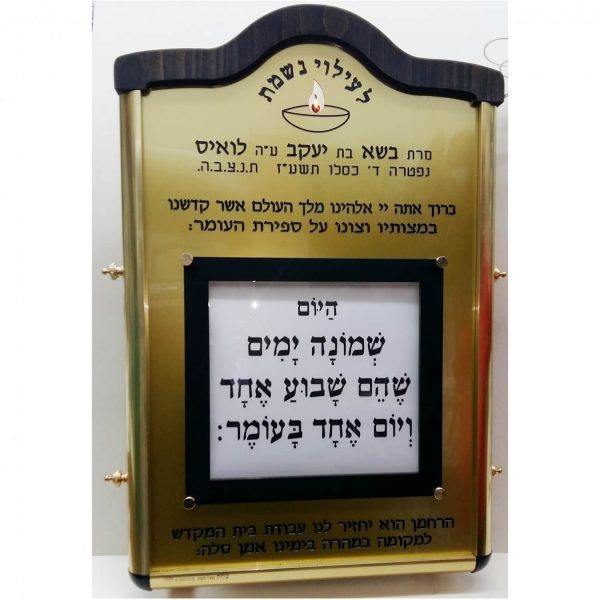 לעילוי נשמת
מרת בשא בת יעקב ע״ה לואיס
נפטרה ד׳ כסלו תשע״ז ת.נ.צ.ב.ה.
ברוך אתה יי אלהינו מלך העולם אשר קדשנו
במצותיו וצונו על ספירת העומר:
הַיּוֹם
שְׁמוֹנָה יָמִים
שֶׁהֵם שָׁבוּעַ אֶחָד
וְיוֹם אֶחָד בָּעוֹמֶר:
הרחמן הוא יחזיר לנו עבודת בית המקדש
למקומה במהרה בימינו אמן סלה: